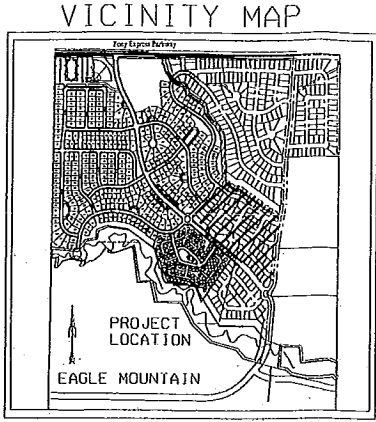 VICINITY MAP
Pony Express Parkway
PROJECT
LOCATION
EAGLE MOUNTAIN